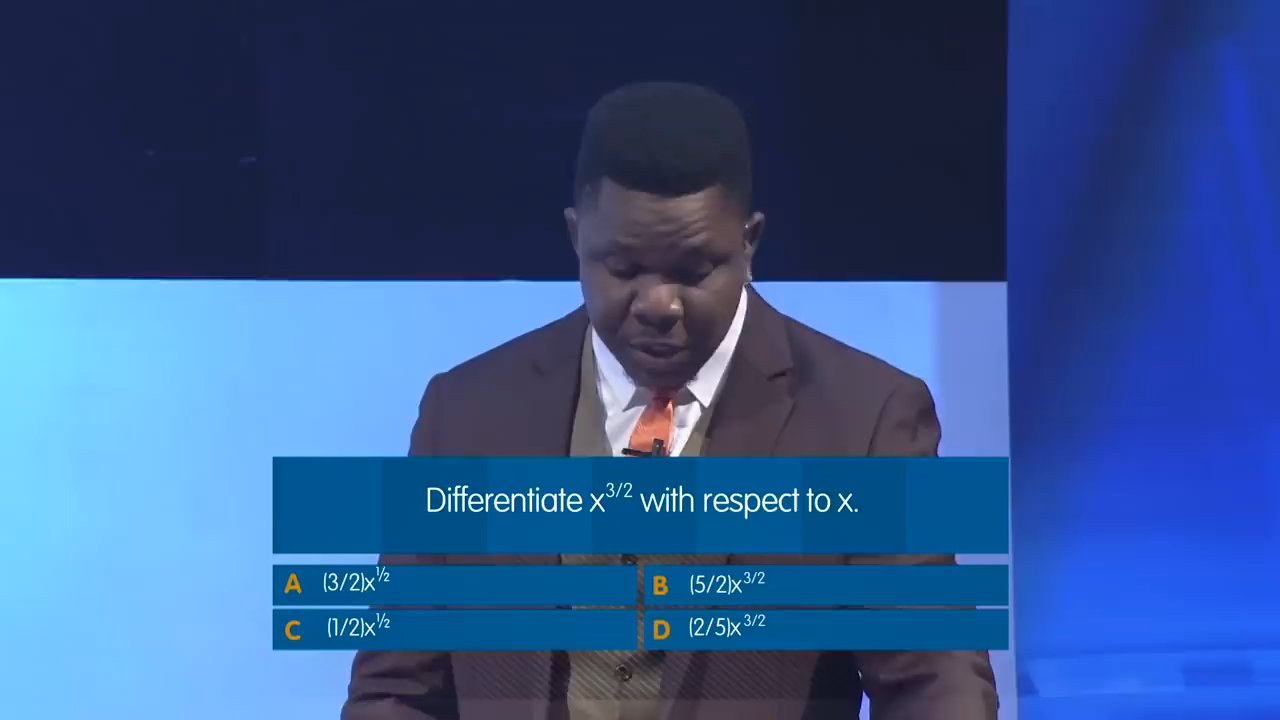 Differentiate x^3/2 with respect to x.
A (3/2)x^½
B (5/2)x^3/2
C (1/2)x^½
D (2/5)x^3/2